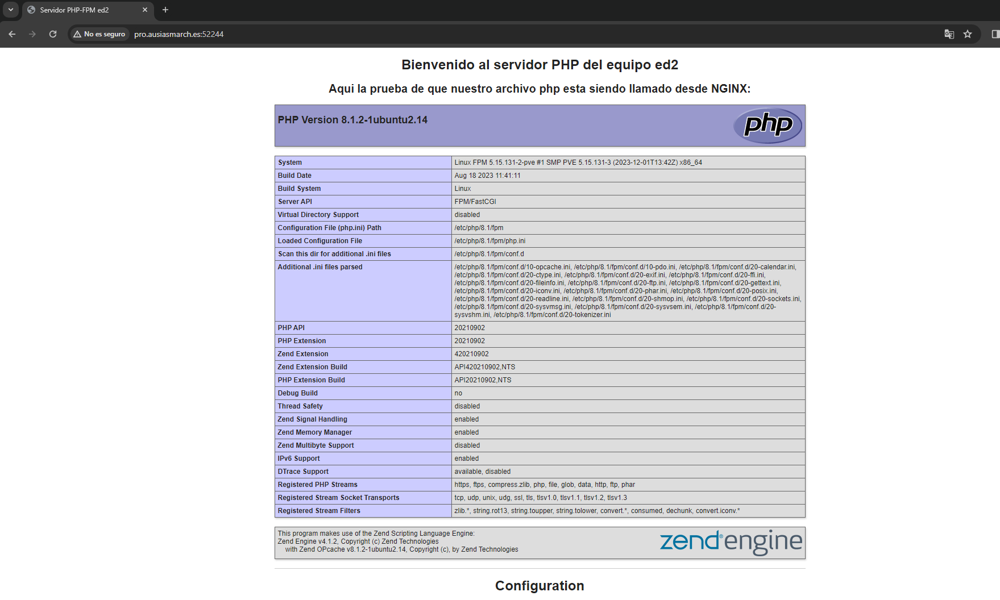 Servidor PHP-FPM ed2
No es seguro pro.ausiasmarch.es:52244
Bienvenido al servidor PHP del equipo ed2
Aqui la prueba de que nuestro archivo php esta siendo llamado desde NGINX:
PHP Version 8.1.2-1ubuntu2.14
php
System Linux FPM 5.15.131-2-pve #1 SMP PVE 5.15.131-3 (2023-12-01T13:42Z) x86_64
Build Date Aug 18 2023 11:41:11
Build System Linux
Server API FPM/FastCGI
Virtual Directory Support disabled
Configuration File (php.ini) Path /etc/php/8.1/fpm
Loaded Configuration File /etc/php/8.1/fpm/php.ini
Scan this dir for additional .ini files /etc/php/8.1/fpm/conf.d
Additional .ini files parsed /etc/php/8.1/fpm/conf.d/10-opcache.ini, /etc/php/8.1/fpm/conf.d/10-pdo.ini, /etc/php/8.1/fpm/conf.d/20-calendar.ini,
/etc/php/8.1/fpm/conf.d/20-ctype.ini, /etc/php/8.1/fpm/conf.d/20-exif.ini, /etc/php/8.1/fpm/conf.d/20-ffi.ini,
/etc/php/8.1/fpm/conf.d/20-fileinfo.ini, /etc/php/8.1/fpm/conf.d/20-ftp.ini, /etc/php/8.1/fpm/conf.d/20-gettext.ini,
/etc/php/8.1/fpm/conf.d/20-iconv.ini, /etc/php/8.1/fpm/conf.d/20-phar.ini, /etc/php/8.1/fpm/conf.d/20-posix.ini,
/etc/php/8.1/fpm/conf.d/20-readline.ini, /etc/php/8.1/fpm/conf.d/20-shmop.ini, /etc/php/8.1/fpm/conf.d/20-sockets.ini,
/etc/php/8.1/fpm/conf.d/20-sysvmsg.ini, /etc/php/8.1/fpm/conf.d/20-sysvsem.ini, /etc/php/8.1/fpm/conf.d/20-
sysvshm.ini, /etc/php/8.1/fpm/conf.d/20-tokenizer.ini
PHP API 20210902
PHP Extension 20210902
Zend Extension 420210902
Zend Extension Build API420210902,NTS
PHP Extension Build API20210902,NTS
Debug Build no
Thread Safety disabled
Zend Signal Handling enabled
Zend Memory Manager enabled
Zend Multibyte Support disabled
IPv6 Support enabled
DTrace Support available, disabled
Registered PHP Streams https, ftps, compress.zlib, php, file, glob, data, http, ftp, phar
Registered Stream Socket Transports tcp, udp, unix, udg, ssl, tls, tlsv1.0, tlsv1.1, tlsv1.2, tlsv1.3
Registered Stream Filters zlib.*, string.rot13, string.toupper, string.tolower, convert.*, consumed, dechunk, convert.iconv.*
This program makes use of the Zend Scripting Language Engine:
Zend Engine v4.1.2, Copyright (c) Zend Technologies
with Zend OPcache v8.1.2-1ubuntu2.14, Copyright (c), by Zend Technologies
zend®engine
Configuration